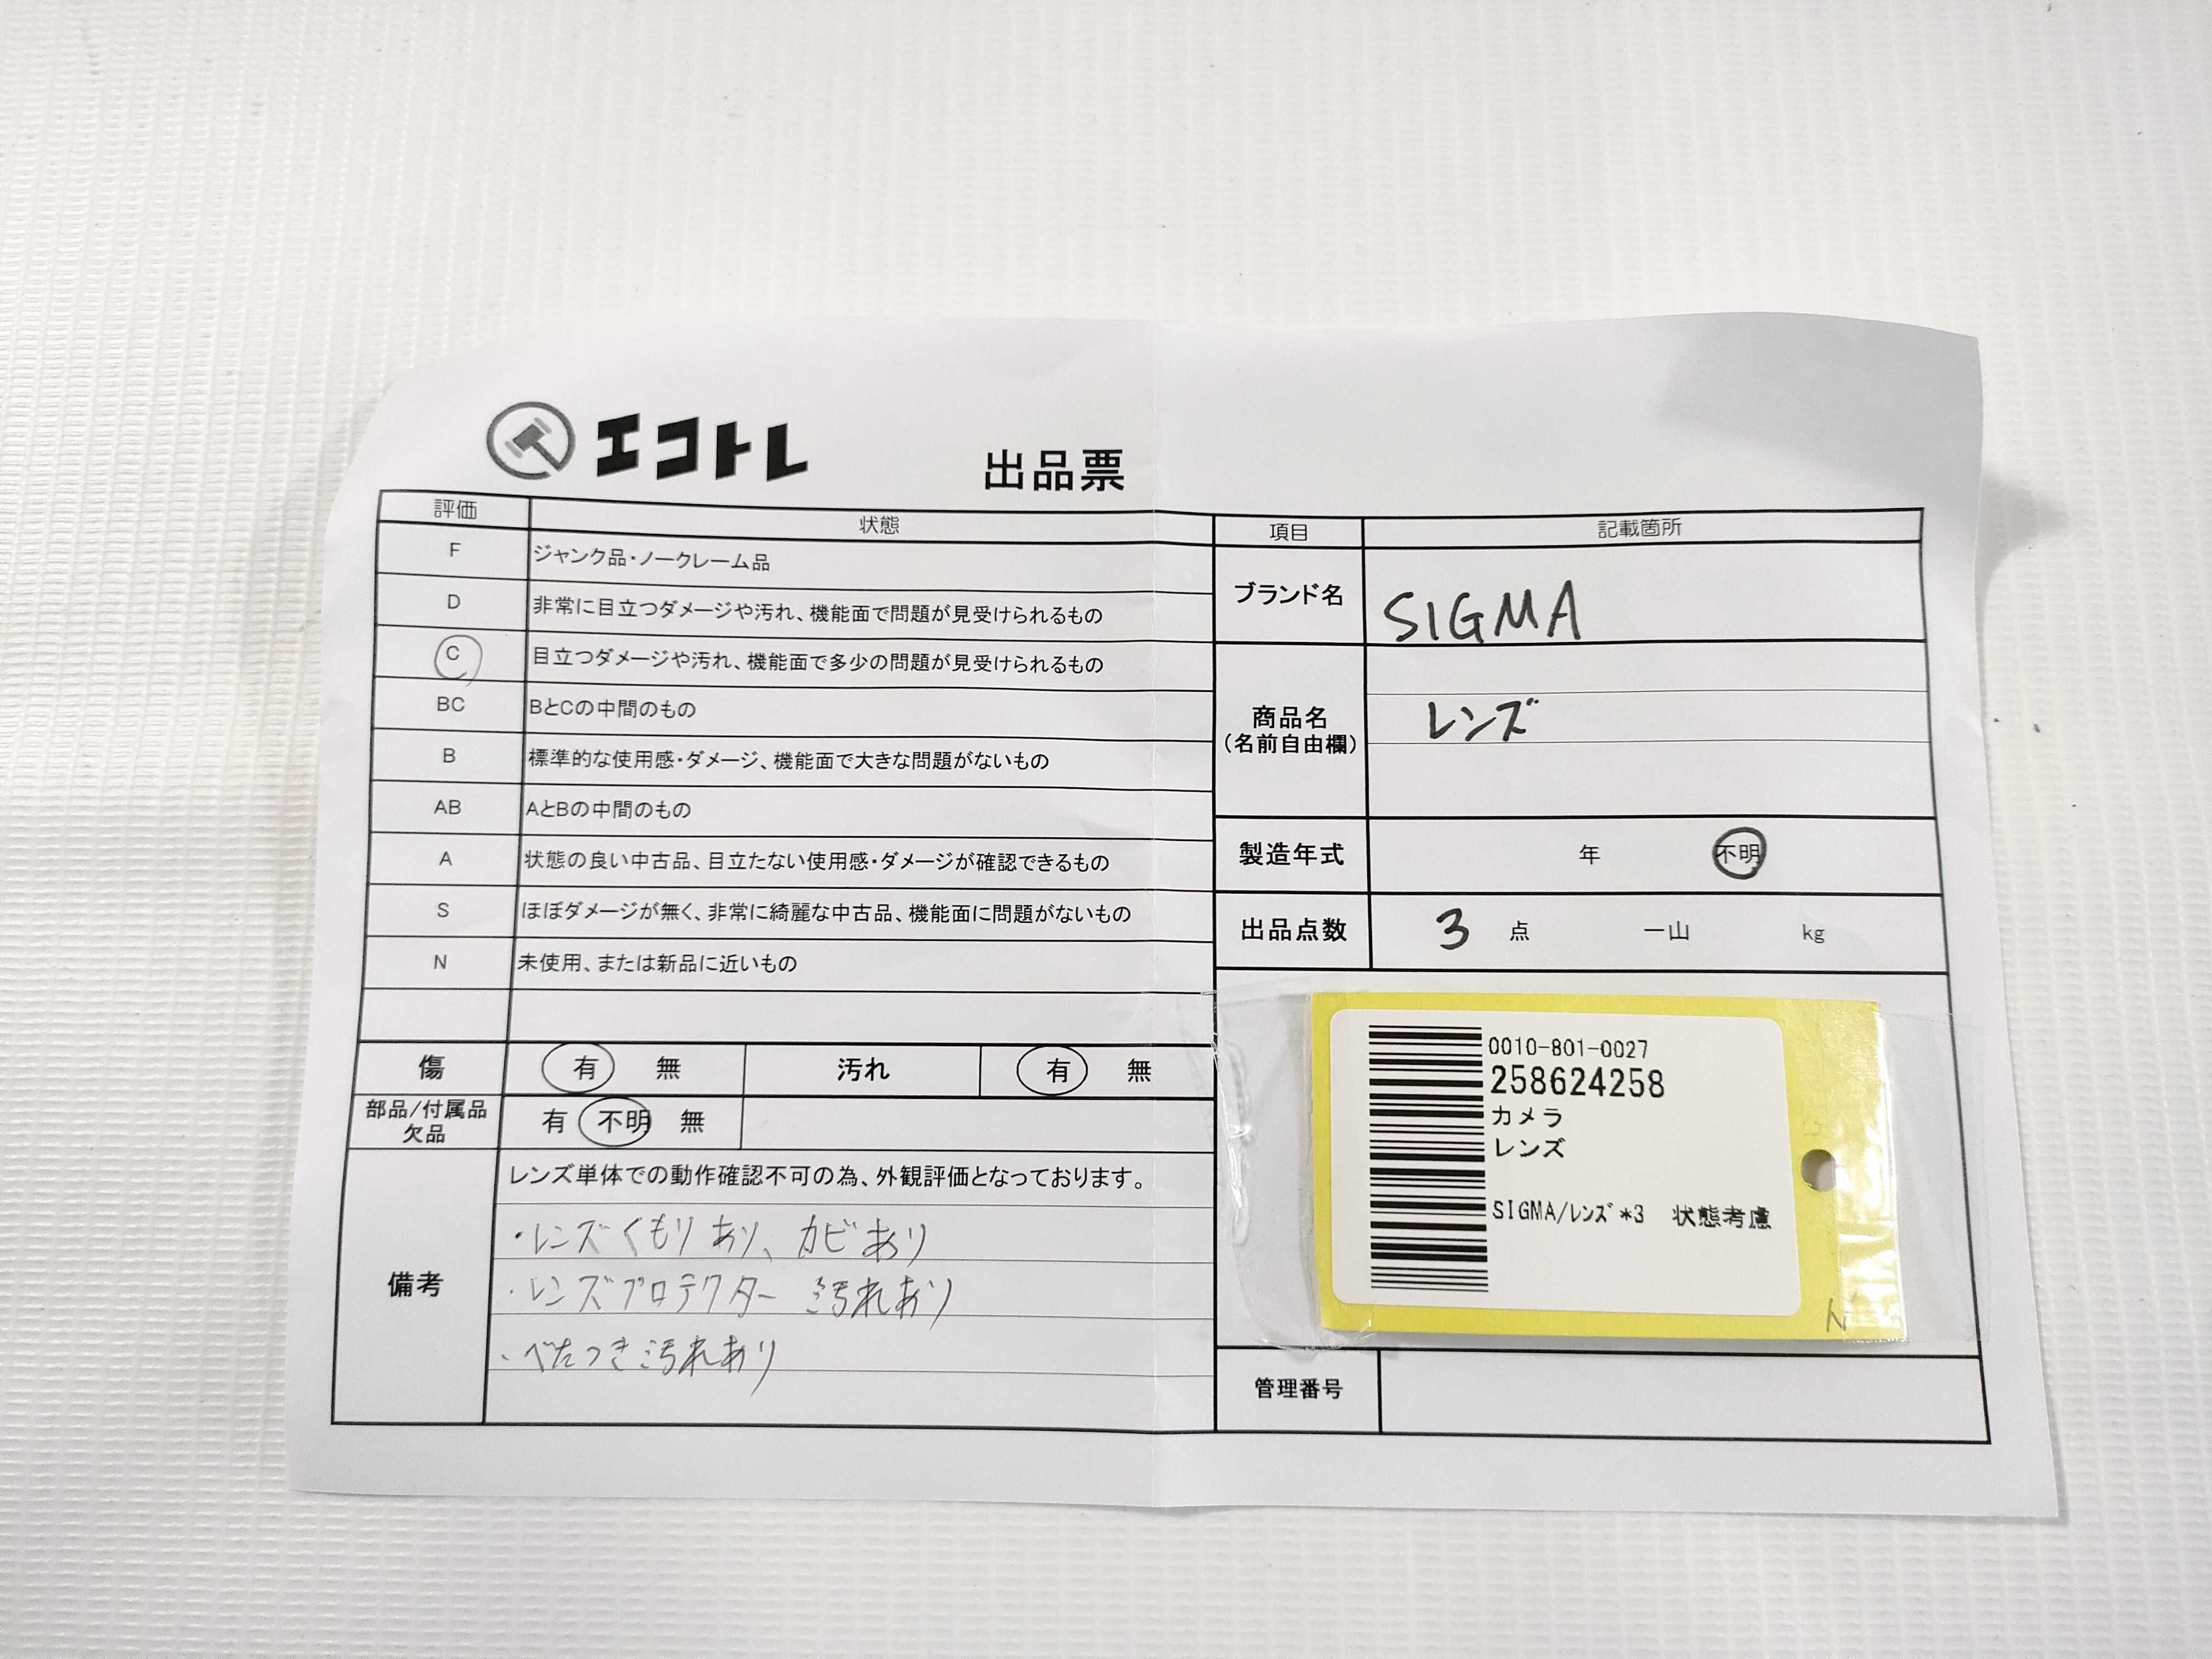 エコトレ
出品票
評価 状態
F ジャンク品・ノークレーム品
D 非常に目立つダメージや汚れ、機能面で問題が見受けられるもの
C 目立つダメージや汚れ、機能面で多少の問題が見受けられるもの
BC BとCの中間のもの
B 標準的な使用感・ダメージ、機能面で大きな問題がないもの
AB AとBの中間のもの
A 状態の良い中古品、目立たない使用感・ダメージが確認できるもの
S ほぼダメージが無く、非常に綺麗な中古品、機能面に問題がないもの
N 未使用、または新品に近いもの
傷 有 無 汚れ 有 無
部品/付属品
欠品 有 不明 無
備考
レンズ単体での動作確認不可の為、外観評価となっております。
・レンズくもりあり、カビあり
・レンズプロテクター 汚れあり
・べたつき汚れあり
項目 記載箇所
ブランド名 SIGMA
商品名
(名前自由欄) レンズ
製造年式 年 不明
出品点数 3 点 一山 kg
0010-801-0027
258624258
カメラ
レンズ
SIGMA/レンズ*3 状態考慮
管理番号